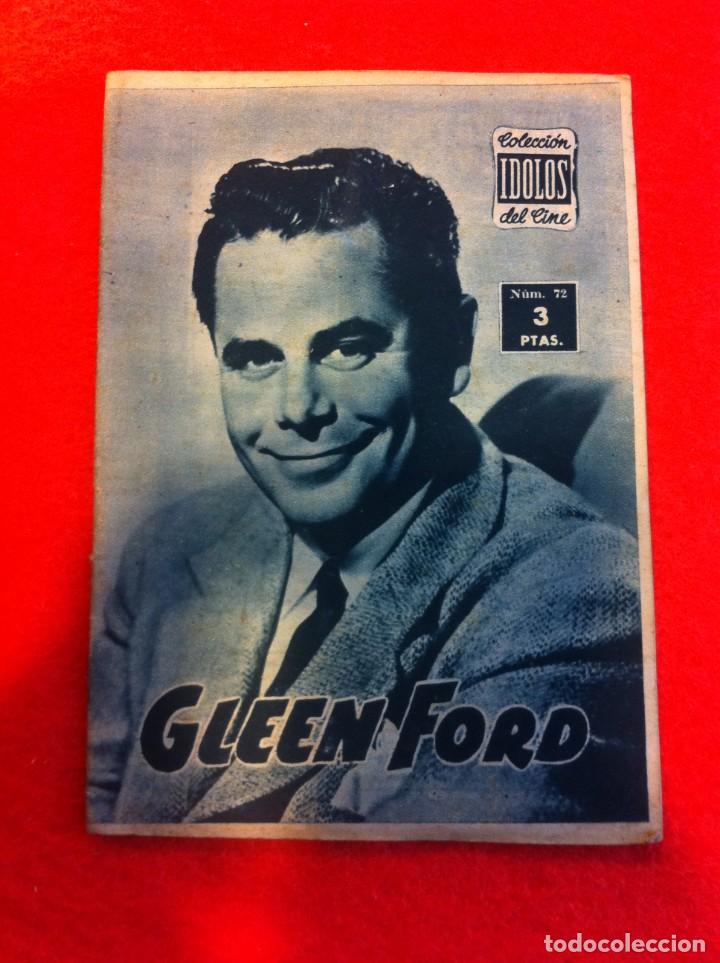 Colección
IDOLOS
del Cine
Núm. 72
3
PTAS.
GLEEN FORD
todocoleccion